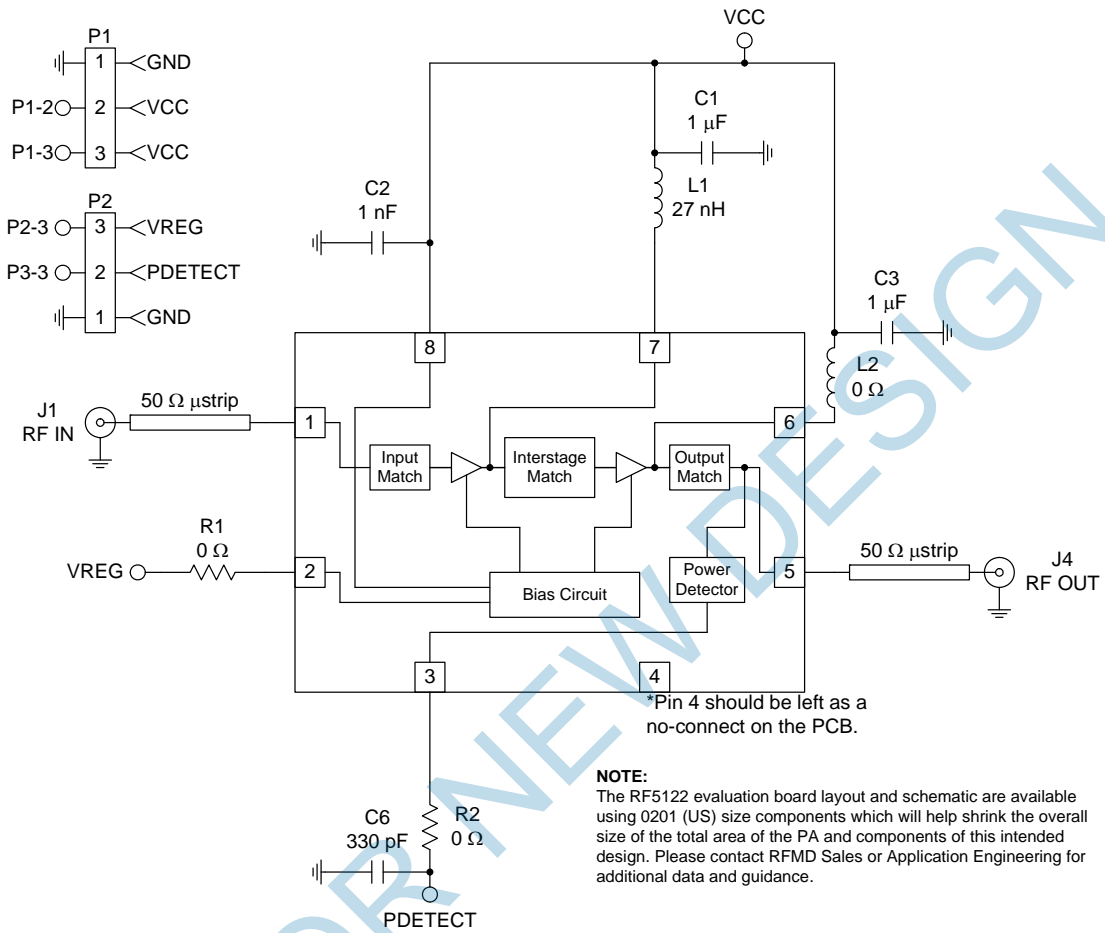 VCC
P1
1
GND
P1-2
2
VCC
P1-3
3
VCC
C1
1 µF
P2
P2-3
3
VREG
P3-3
2
PDETECT
1
GND
C2
1 nF
L1
27 nH
C3
1 µF
8
7
L2
0 Ω
J1
RF IN
50 Ω µstrip
1
6
Input
Match
Interstage
Match
Output
Match
R1
0 Ω
VREG
2
Bias Circuit
Power
Detector
5
50 Ω µstrip
J4
RF OUT
3
4
*Pin 4 should be left as a
no-connect on the PCB.
NOTE:
The RF5122 evaluation board layout and schematic are available
using 0201 (US) size components which will help shrink the overall
size of the total area of the PA and components of this intended
design. Please contact RFMD Sales or Application Engineering for
additional data and guidance.
C6
330 pF
R2
0 Ω
PDETECT
OR NEW DESIGN